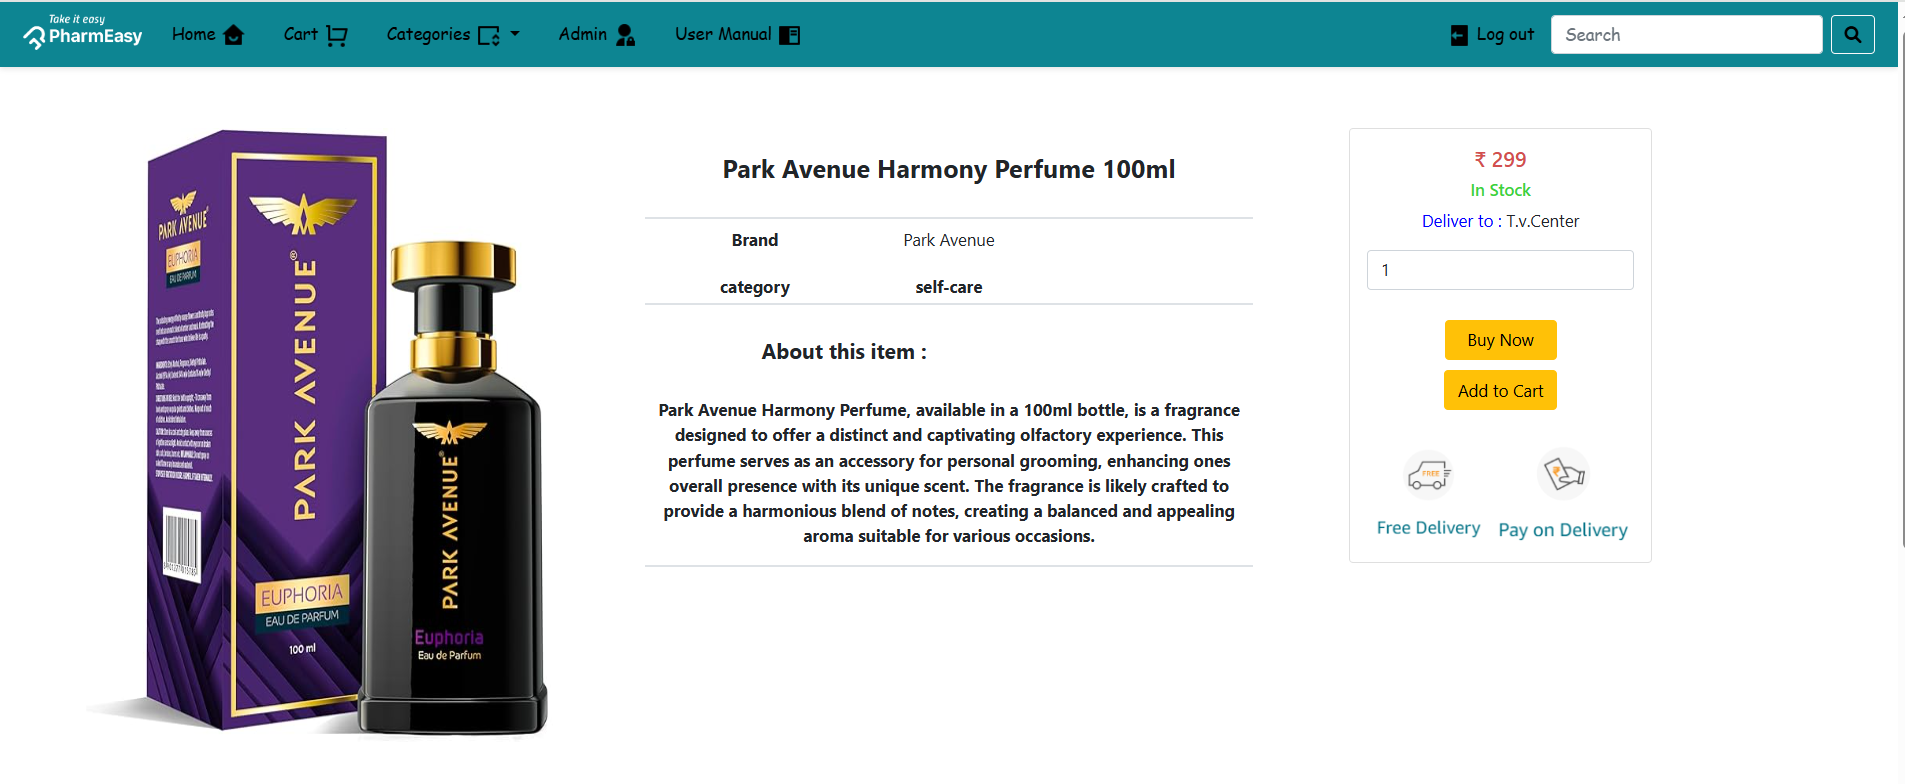 Take it easy
PharmEasy
Home
Cart
Categories
Admin
User Manual
Log out
Search
PARK AVENUE®
EUPHORIA
EAU DE PARFUM
PARK AVENUE®
EUPHORIA
EAU DE PARFUM
100 ml
PARK AVENUE®
Euphoria
Eau de Parfum
Park Avenue Harmony Perfume 100ml
Brand Park Avenue
category self-care
About this item :
Park Avenue Harmony Perfume, available in a 100ml bottle, is a fragrance
designed to offer a distinct and captivating olfactory experience. This
perfume serves as an accessory for personal grooming, enhancing ones
overall presence with its unique scent. The fragrance is likely crafted to
provide a harmonious blend of notes, creating a balanced and appealing
aroma suitable for various occasions.
₹ 299
In Stock
Deliver to : T.v.Center
1
Buy Now
Add to Cart
FREE
₹
Free Delivery
Pay on Delivery